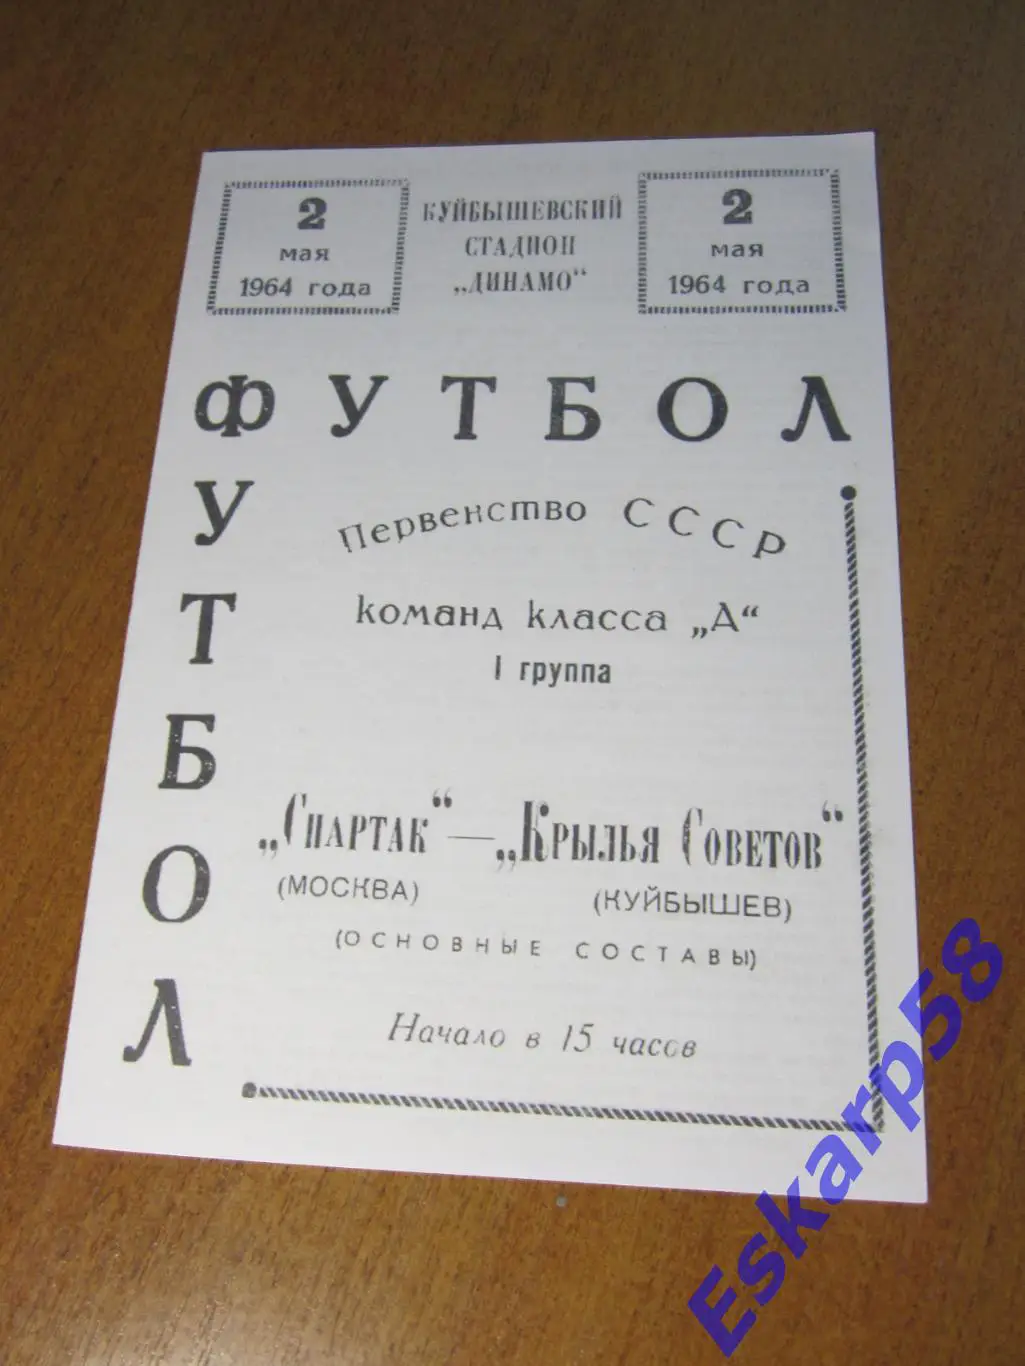 2
мая
1964 года
КУЙБЫШЕВСКИЙ
СТАДИОН
„ДИНАМО“
2
мая
1964 года
ФУТБОЛ
ФУТБОЛ
Первенство СССР
команд класса „А“
I группа
„Спартак“ — „Крылья Советов“
(МОСКВА) (КУЙБЫШЕВ)
(ОСНОВНЫЕ СОСТАВЫ)
Начало в 15 часов
Eskarp58